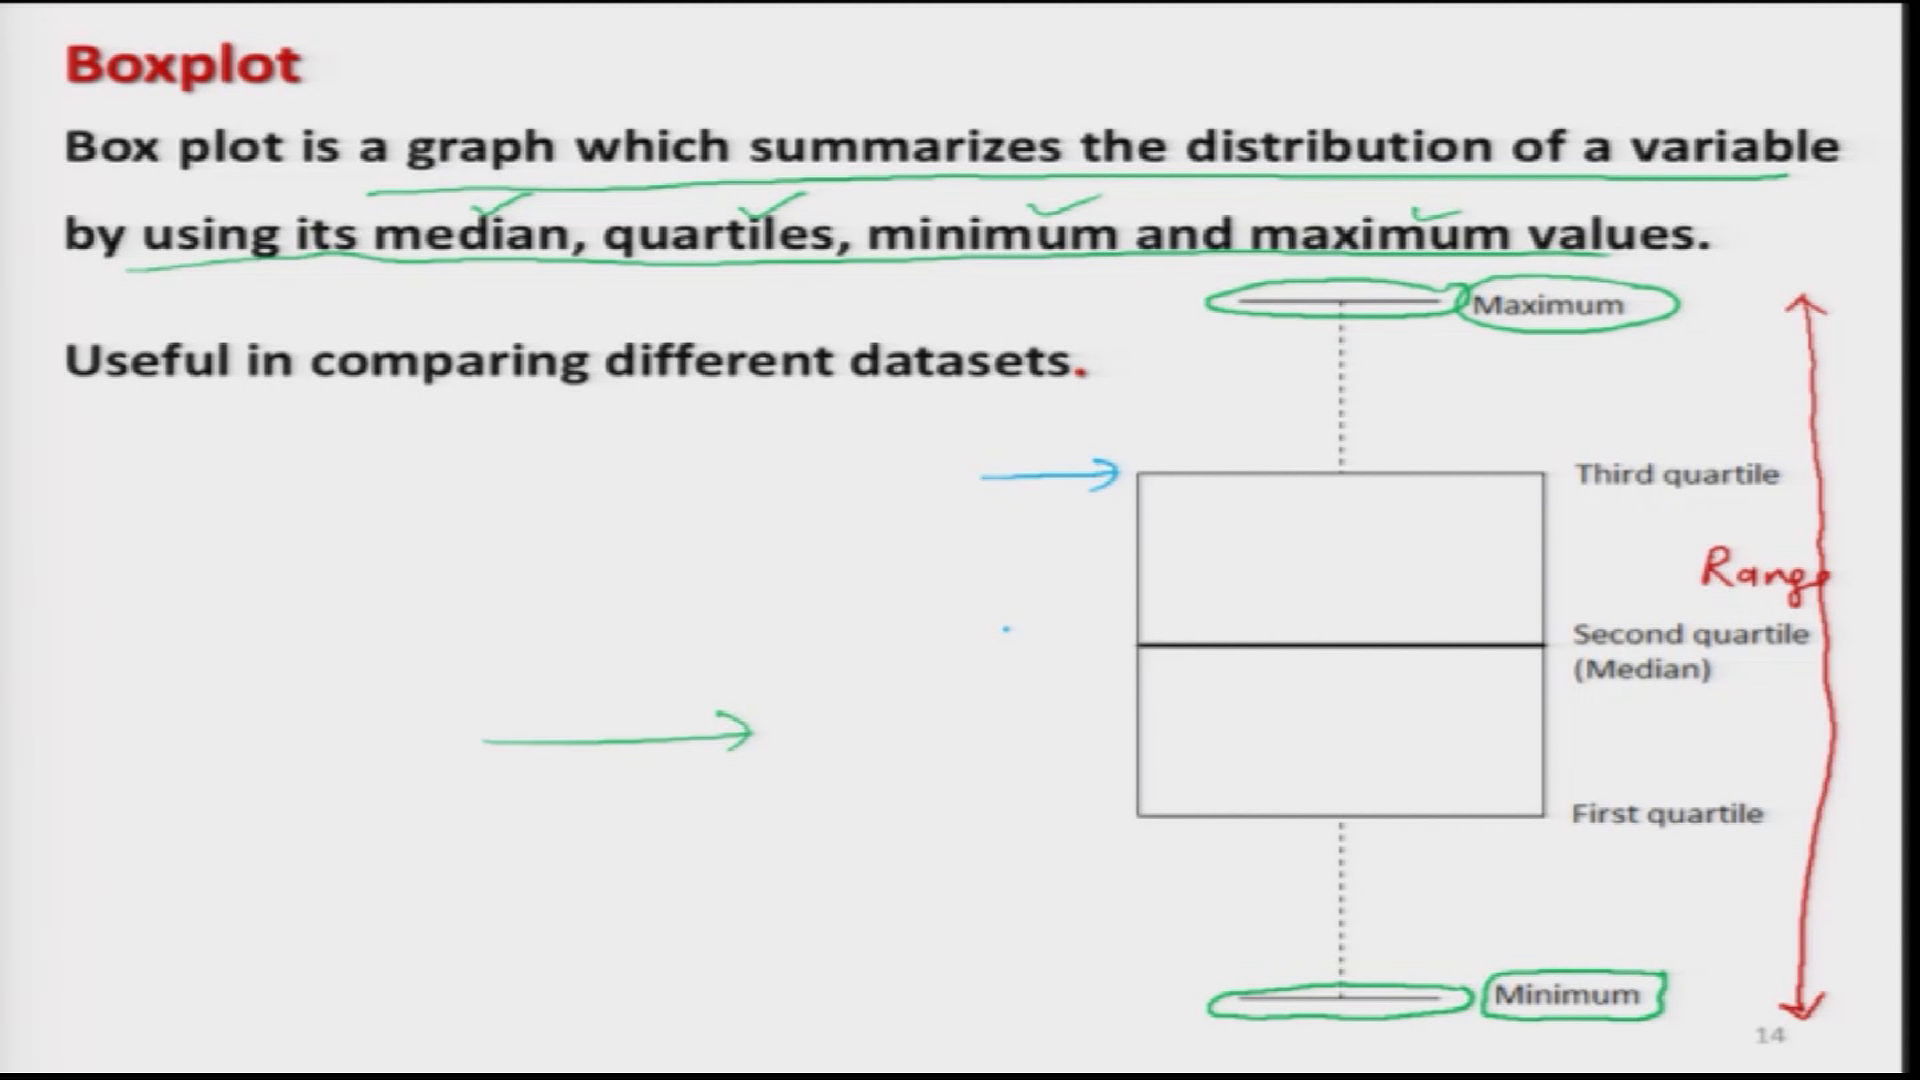 Boxplot
Box plot is a graph which summarizes the distribution of a variable
by using its median, quartiles, minimum and maximum values.
Maximum
Useful in comparing different datasets.
Third quartile
Range
Second quartile
(Median)
First quartile
Minimum
14